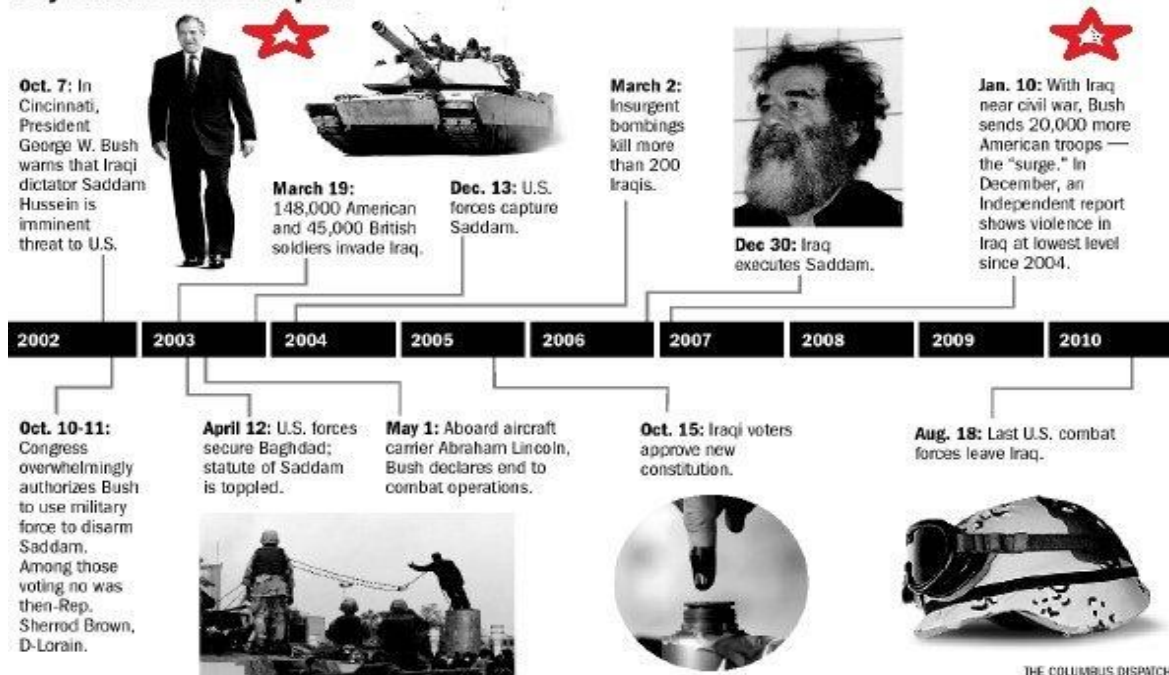 Oct. 7: In
Cincinnati,
President
George W. Bush
warns that Iraqi
dictator Saddam
Hussein is
imminent
threat to U.S.
March 19:
148,000 American
and 45,000 British
soldiers invade Iraq.
Dec. 13: U.S.
forces capture
Saddam.
March 2:
Insurgent
bombings
kill more
than 200
Iraqis.
Dec 30: Iraq
executes Saddam.
Jan. 10: With Iraq
near civil war, Bush
sends 20,000 more
American troops —
the “surge.” In
December, an
Independent report
shows violence in
Iraq at lowest level
since 2004.
2002 2003 2004 2005 2006 2007 2008 2009 2010
Oct. 10-11:
Congress
overwhelmingly
authorizes Bush
to use military
force to disarm
Saddam.
Among those
voting no was
then-Rep.
Sherrod Brown,
D-Lorain.
April 12: U.S. forces
secure Baghdad;
statute of Saddam
is toppled.
May 1: Aboard aircraft
carrier Abraham Lincoln,
Bush declares end to
combat operations.
Oct. 15: Iraqi voters
approve new
constitution.
Aug. 18: Last U.S. combat
forces leave Iraq.
THE COLUMBUS DISPATCH